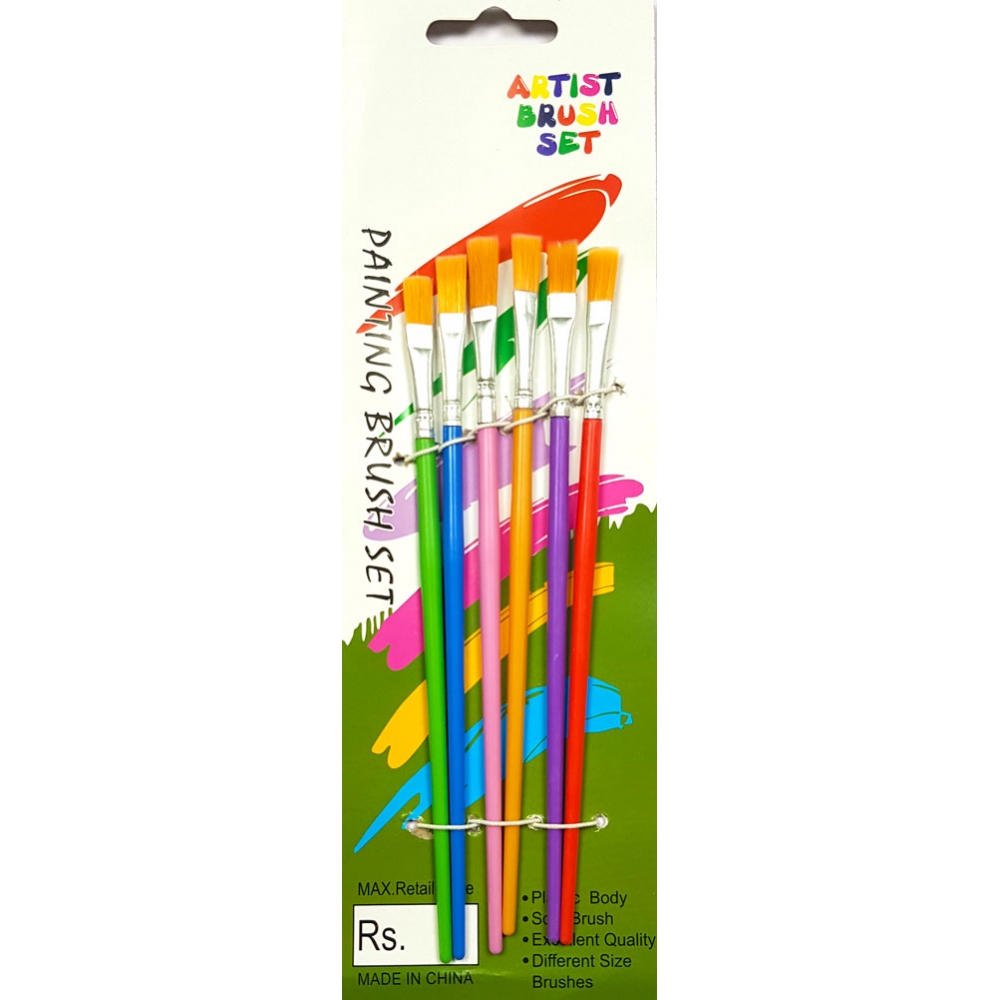 ARTIST
BRUSH
SET
PAINTING BRUSH SET
MAX.Retail
Rs.
MADE IN CHINA
• Body
• Brush
• Quality
• Different Size
Brushes